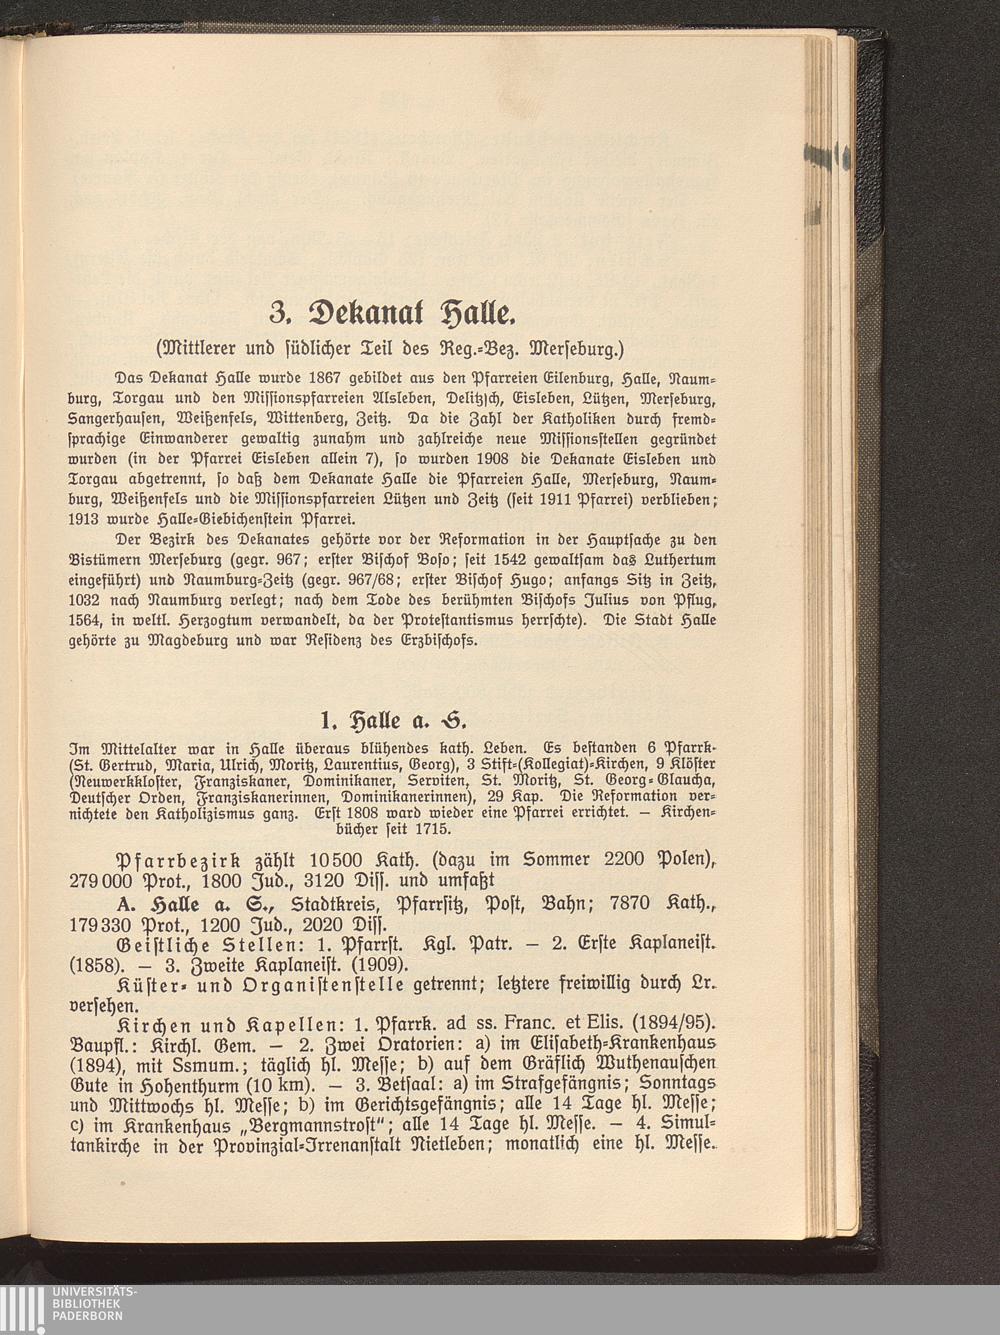 3. Dekanat Halle.
(Mittlerer und südlicher Teil des Reg.=Bez. Merseburg.)
Das Dekanat Halle wurde 1867 gebildet aus den Pfarreien Eilenburg, Halle, Naum=
burg, Torgau und den Missionspfarreien Alsleben, Delitzsch, Eisleben, Lützen, Merseburg,
Sangerhausen, Weißenfels, Wittenberg, Zeitz. Da die Zahl der Katholiken durch fremd=
sprachige Einwanderer gewaltig zunahm und zahlreiche neue Missionsstellen gegründet
wurden (in der Pfarrei Eisleben allein 7), so wurden 1908 die Dekanate Eisleben und
Torgau abgetrennt, so daß dem Dekanate Halle die Pfarreien Halle, Merseburg, Naum=
burg, Weißenfels und die Missionspfarreien Lützen und Zeitz (seit 1911 Pfarrei) verblieben;
1913 wurde Halle=Giebichenstein Pfarrei.
Der Bezirk des Dekanates gehörte vor der Reformation in der Hauptsache zu den
Bistümern Merseburg (gegr. 967; erster Bischof Boso; seit 1542 gewaltsam das Luthertum
eingeführt) und Naumburg=Zeitz (gegr. 967/68; erster Bischof Hugo; anfangs Sitz in Zeitz,
1032 nach Naumburg verlegt; nach dem Tode des berühmten Bischofs Julius von Pflug,
1564, in weltl. Herzogtum verwandelt, da der Protestantismus herrschte). Die Stadt Halle
gehörte zu Magdeburg und war Residenz des Erzbischofs.
1. Halle a. S.
Im Mittelalter war in Halle überaus blühendes kath. Leben. Es bestanden 6 Pfarrk.
(St. Gertrud, Maria, Ulrich, Moritz, Laurentius, Georg), 3 Stift=(Kollegiat)=Kirchen, 9 Klöster
(Neuwerkkloster, Franziskaner, Dominikaner, Serviten, St. Moritz, St. Georg=Glaucha,
Deutscher Orden, Franziskanerinnen, Dominikanerinnen), 29 Kap. Die Reformation ver=
nichtete den Katholizismus ganz. Erst 1808 ward wieder eine Pfarrei errichtet. — Kirchen=
bücher seit 1715.
Pfarrbezirk zählt 10500 Kath. (dazu im Sommer 2200 Polen),
279000 Prot., 1800 Jud., 3120 Diss. und umfaßt
A. Halle a. S., Stadtkreis, Pfarrsitz, Post, Bahn; 7870 Kath.,
179330 Prot., 1200 Jud., 2020 Diss.
Geistliche Stellen: 1. Pfarrst. Kgl. Patr. — 2. Erste Kaplaneist.
(1858). — 3. Zweite Kaplaneist. (1909).
Küster= und Organistenstelle getrennt; letztere freiwillig durch Lr.
versehen.
Kirchen und Kapellen: 1. Pfarrk. ad ss. Franc. et Elis. (1894/95).
Baupfl.: Kirchl. Gem. — 2. Zwei Oratorien: a) im Elisabeth=Krankenhaus
(1894), mit Ssmum.; täglich hl. Messe; b) auf dem Gräflich Wuthenauschen
Gute in Hohenthurm (10 km). — 3. Betsaal: a) im Strafgefängnis; Sonntags
und Mittwochs hl. Messe; b) im Gerichtsgefängnis; alle 14 Tage hl. Messe;
c) im Krankenhaus „Bergmannstrost"; alle 14 Tage hl. Messe. — 4. Simul=
tankirche in der Provinzial=Irrenanstalt Nietleben; monatlich eine hl. Messe.
UNIVERSITÄTS-
BIBLIOTHEK
PADERBORN